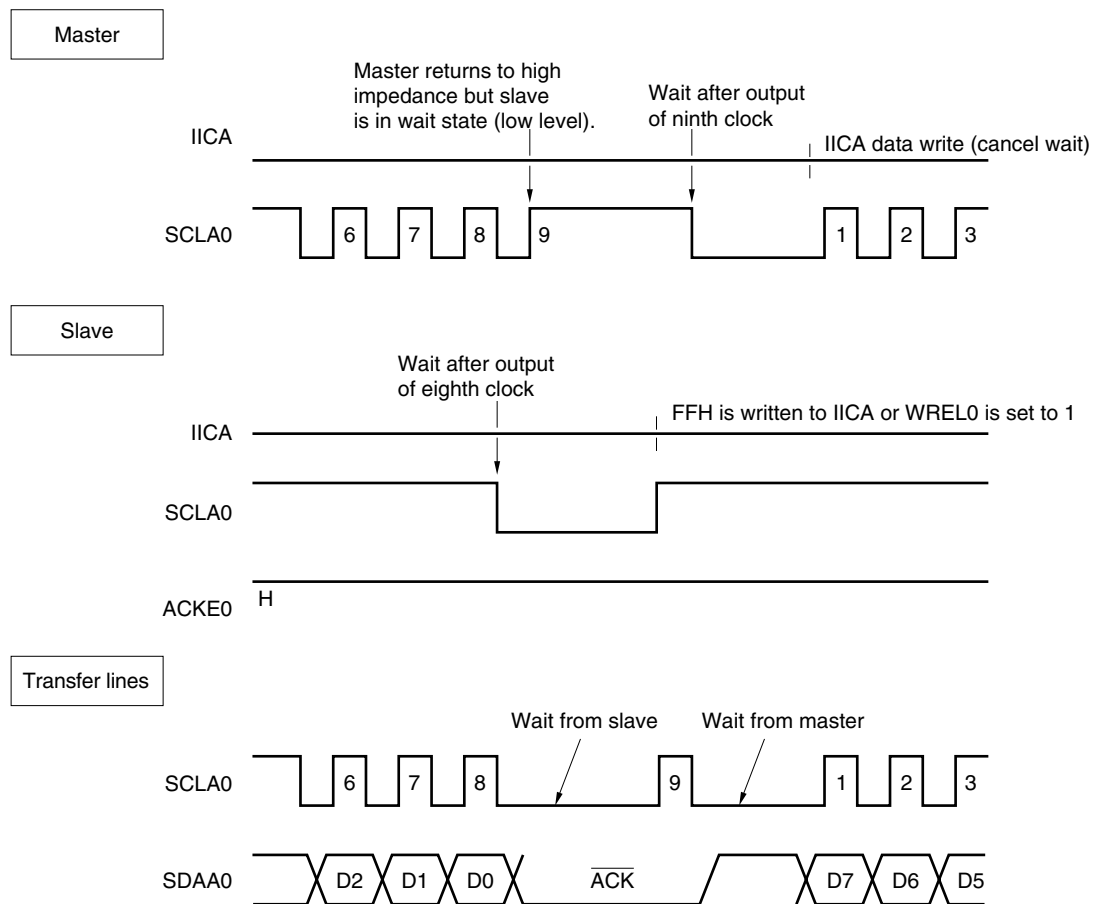 Master
Master returns to high
impedance but slave
is in wait state (low level).
Wait after output
of ninth clock
IICA
IICA data write (cancel wait)
SCLA0
6 7 8 9 1 2 3
Slave
Wait after output
of eighth clock
FFH is written to IICA or WREL0 is set to 1
IICA
SCLA0
ACKE0
H
Transfer lines
Wait from slave
Wait from master
SCLA0
6 7 8 9 1 2 3
SDAA0
D2 D1 D0 ACK D7 D6 D5